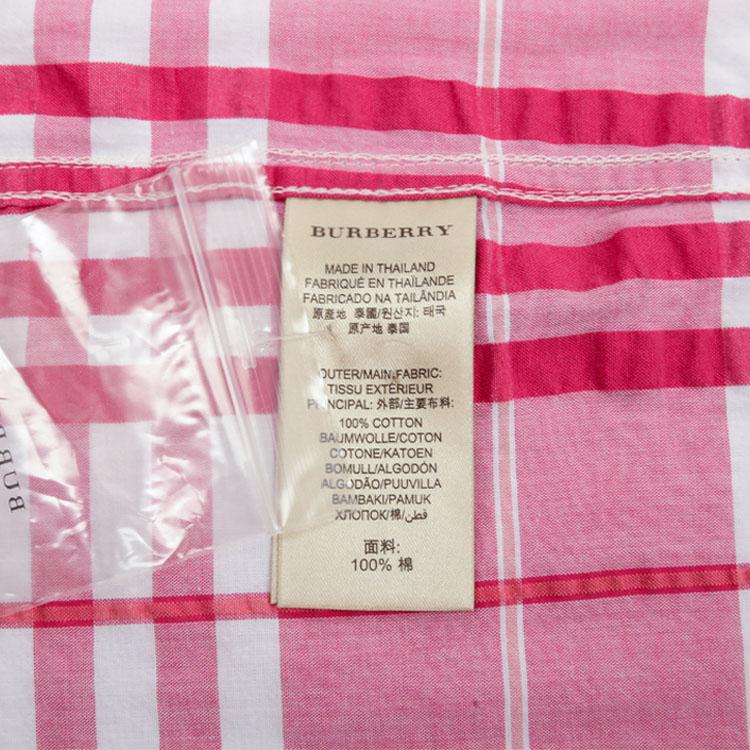 BURBERRY
MADE IN THAILAND
FABRIQUÉ EN THAÏLANDE
FABRICADO NA TAILÂNDIA
原産地 泰國/원산지: 태국
原产地 泰国
OUTER/MAIN FABRIC:
TISSU EXTÉRIEUR
PRINCIPAL: 外部/主要布料:
100% COTTON
BAUMWOLLE/COTON
COTONE/KATOEN
BOMULL/ALGODÓN
ALGODÃO/PUUVILLA
BAMBAKI/PAMUK
ХЛОПОК/棉/قطن
面料:
100% 棉